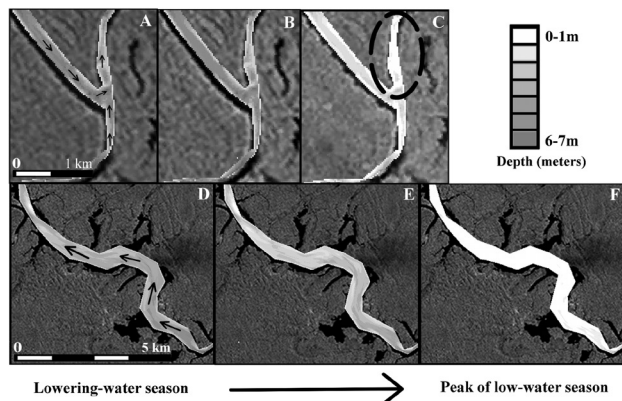 A
B
C
0
1 km
0-1m
6-7m
Depth (meters)
D
E
F
0
5 km
Lowering-water season
Peak of low-water season